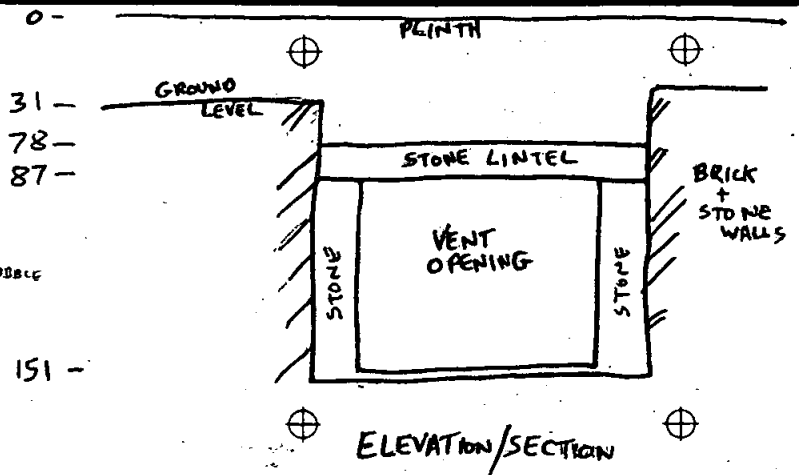 0 -
PLINTH
GROUND
LEVEL
31 -
78 -
87 -
STONE LINTEL
BRICK
+
STONE
WALLS
VENT
OPENING
STONE
STONE
151 -
ELEVATION/SECTION